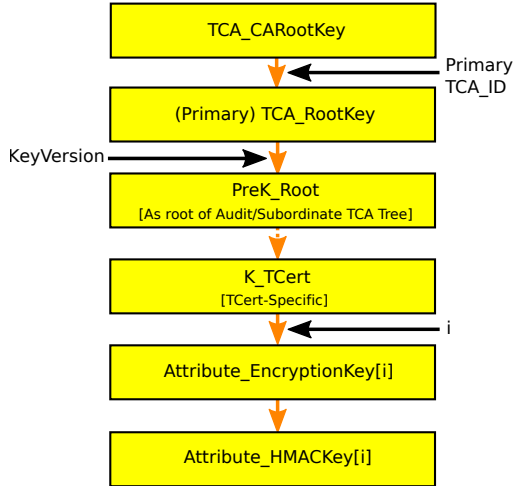 TCA_CARootKey
Primary
TCA_ID
(Primary) TCA_RootKey
KeyVersion
PreK_Root
[As root of Audit/Subordinate TCA Tree]
K_TCert
[TCert-Specific]
i
Attribute_EncryptionKey[i]
Attribute_HMACKey[i]